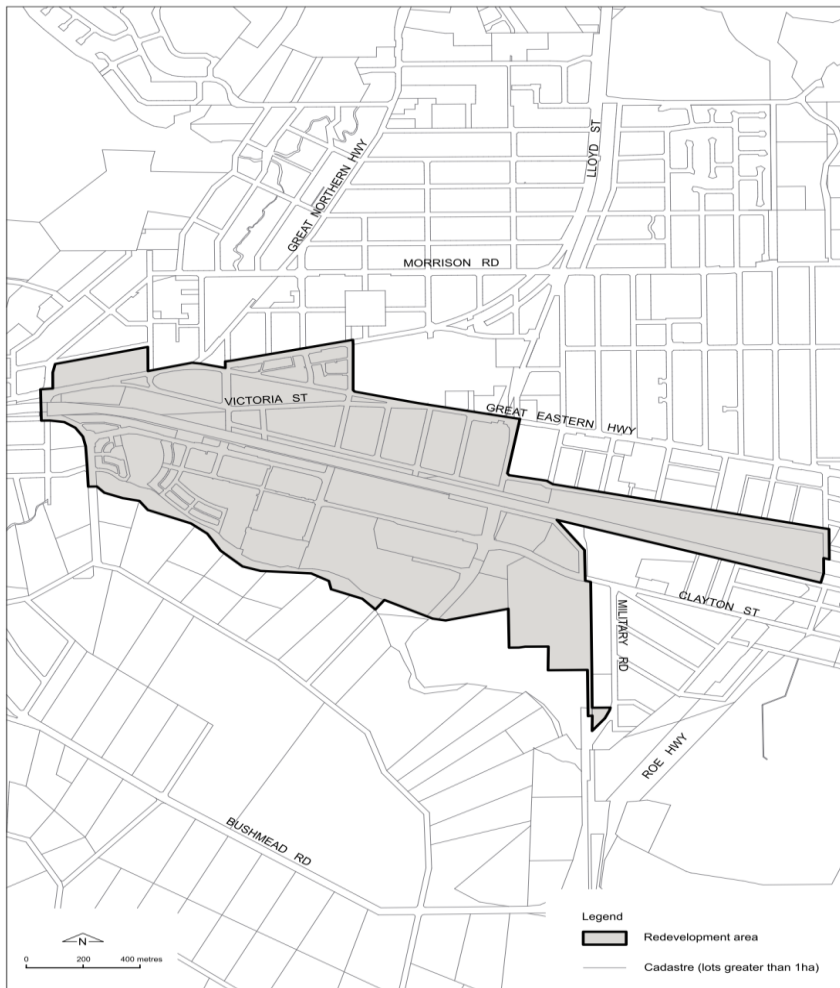 LLOYD ST
GREAT NORTHERN HWY
MORRISON RD
VICTORIA ST
GREAT EASTERN HWY
CLAYTON ST
MILITARY RD
ROE HWY
BUSHMEAD RD
Legend
Redevelopment area
Cadastre (lots greater than 1ha)
N
0 200 400 metres